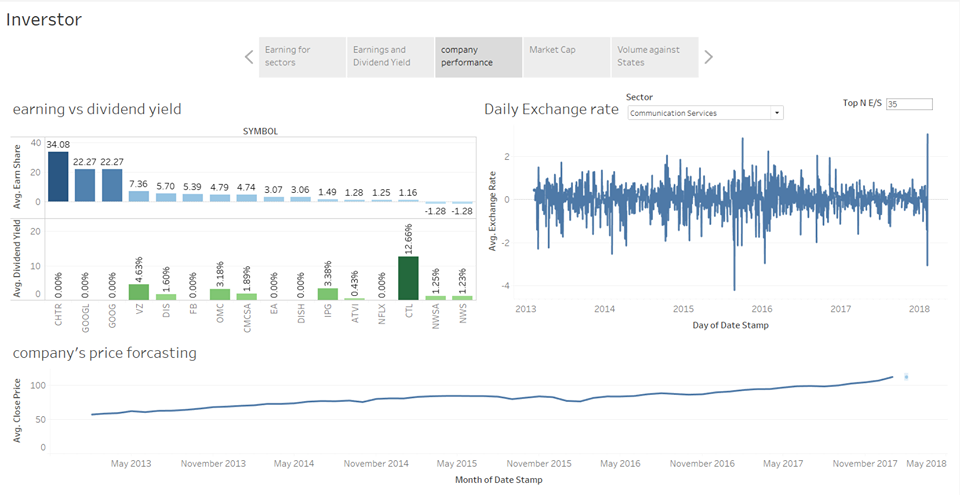 Inverstor
Earning for
sectors
Earnings and
Dividend Yield
company
performance
Market Cap
Volume against
States
earning vs dividend yield
SYMBOL
Avg. Earn Share
40
20
0
34.08
22.27
22.27
7.36
5.70
5.39
4.79
4.74
3.07
3.06
1.49
1.28
1.25
1.16
-1.28
-1.28
Avg. Dividend Yield
20
10
0
0.00%
0.00%
0.00%
4.63%
1.60%
0.00%
3.18%
1.89%
0.00%
0.00%
3.38%
0.43%
0.00%
12.66%
1.25%
1.23%
CHTR
GOOGL
GOOG
VZ
DIS
FB
OMC
CMCSA
EA
DISH
IPG
ATVI
NFLX
CTL
NWSA
NWS
Daily Exchange rate
Sector
Communication Services
Top N E/S
35
Avg. Exchange Rate
2
0
-2
-4
2013
2014
2015
2016
2017
2018
Day of Date Stamp
company's price forcasting
Avg. Close Price
100
50
0
May 2013
November 2013
May 2014
November 2014
May 2015
November 2015
May 2016
November 2016
May 2017
November 2017
May 2018
Month of Date Stamp